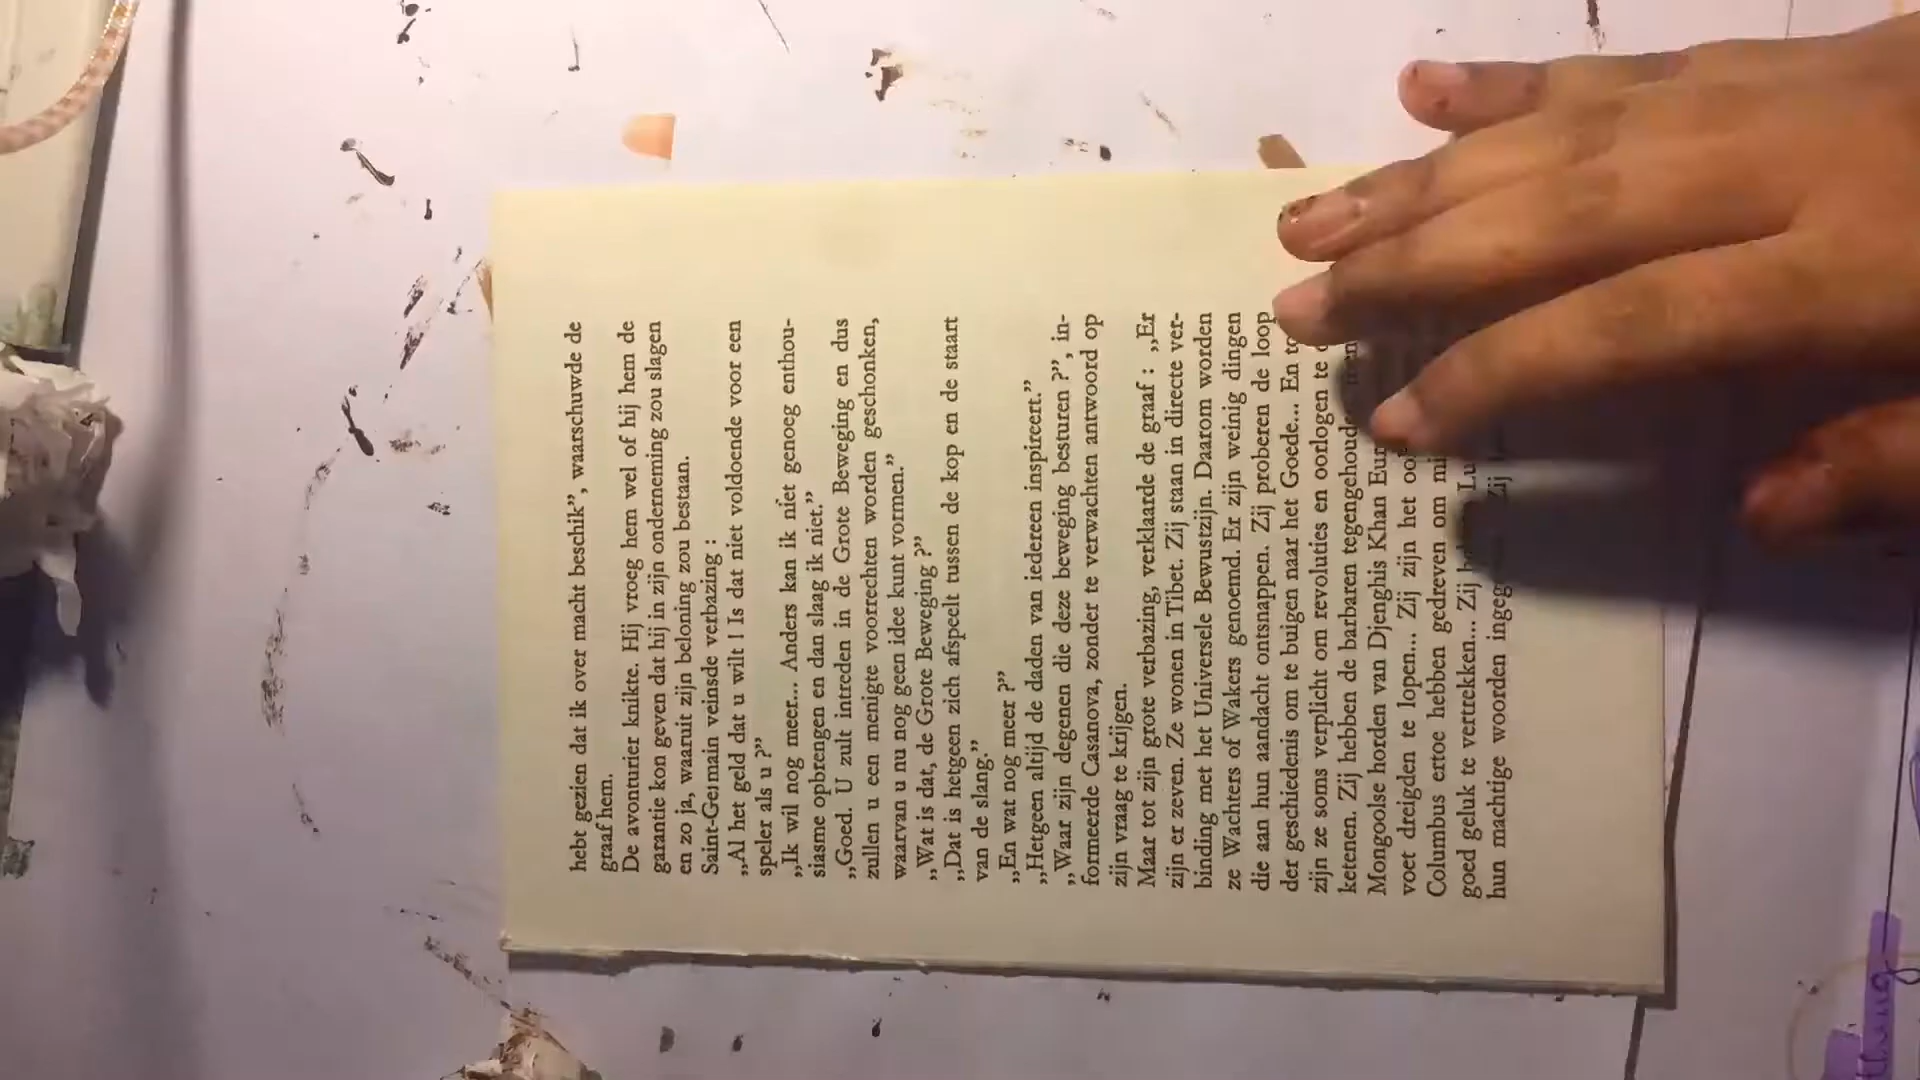 hebt gezien dat ik over macht beschik”, waarschuwde de
graaf hem.
De avonturier knikte. Hij vroeg hem wel of hij hem de
garantie kon geven dat hij in zijn onderneming zou slagen
en zo ja, waaruit zijn beloning zou bestaan.
Saint-Germain veinsde verbazing :
„Al het geld dat u wilt ! Is dat niet voldoende voor een
speler als u ?”
„Ik wil nog meer... Anders kan ik niet genoeg enthou-
siasme opbrengen en dan slaag ik niet.”
„Goed. U zult intreden in de Grote Beweging en dus
zullen u een menigte voorrechten worden geschonken,
waarvan u nu nog geen idee kunt vormen.”
„Wat is dat, de Grote Beweging ?”
„Dat is hetgeen zich afspeelt tussen de kop en de staart
van de slang.”
„En wat nog meer ?”
„Hetgeen altijd de daden van iedereen inspireert.”
„Waar zijn degenen die deze beweging besturen ?”, in-
formeerde Casanova, zonder te verwachten antwoord op
zijn vraag te krijgen.
Maar tot zijn grote verbazing, verklaarde de graaf : „Er
zijn er zeven. Ze wonen in Tibet. Zij staan in directe ver-
binding met het Universele Bewustzijn. Daarom worden
ze Wachters of Wakers genoemd. Er zijn weinig dingen
die aan hun aandacht ontsnappen. Zij proberen de loop
der geschiedenis om te buigen naar het Goede... En
zijn ze soms verplicht om revoluties en oorlogen te
ketenen. Zij hebben de barbaren tegengehouden
Mongoolse horden van Djenghis Khan
voet dreigden te lopen... Zij zijn het
Columbus ertoe hebben gedreven om
goed geluk te vertrekken... Zij
hun machtige woorden Zij
thing